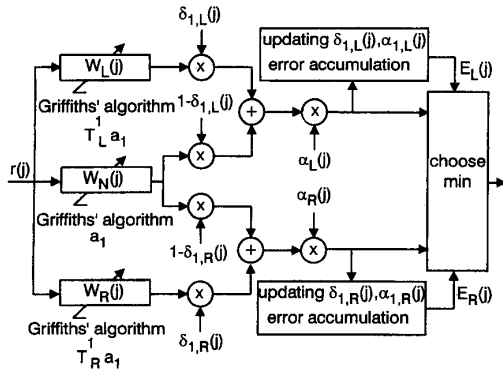 δ1,L(j)
updating δ1,L(j),α1,L(j)
error accumulation
EL(j)
WL(j)
x
Griffiths' algorithm
T1L a1
1-δ1,L(j)
+
x
αL(j)
x
choose
min
r(j)
WN(j)
Griffiths' algorithm
a1
αR(j)
x
1-δ1,R(j)
+
x
WR(j)
x
Griffiths' algorithm
T1R a1
δ1,R(j)
updating δ1,R(j),α1,R(j)
error accumulation
ER(j)